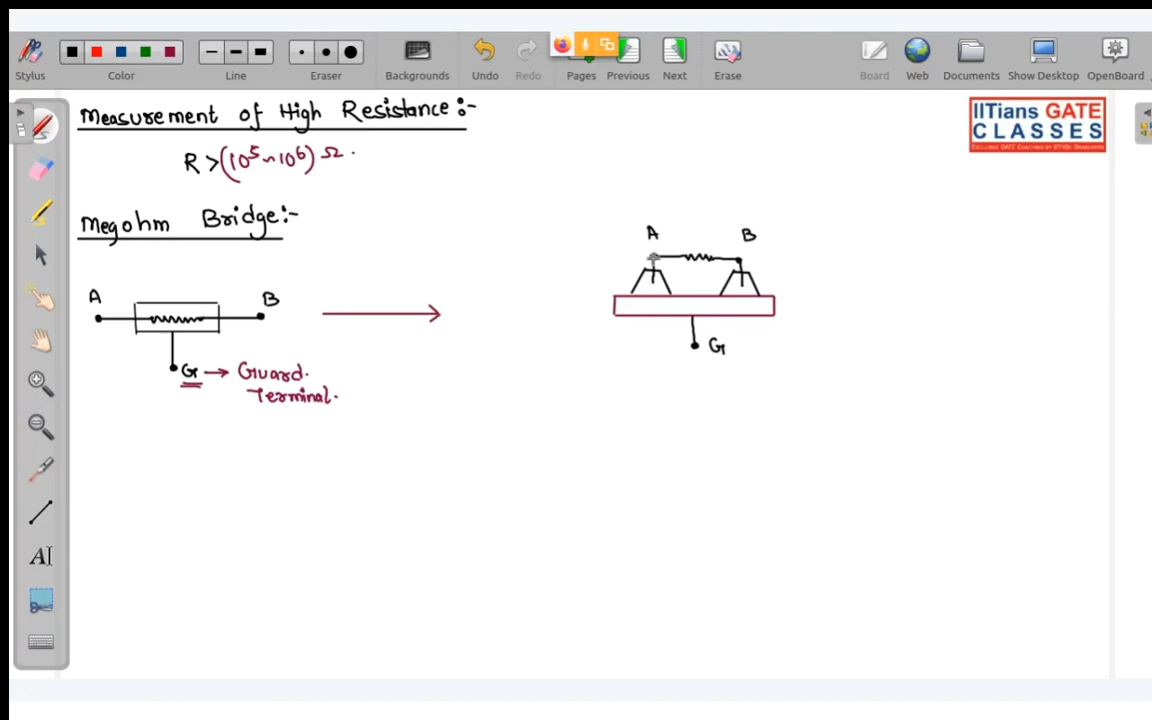 Stylus Color Line Eraser Backgrounds Undo Redo Pages Previous Next Erase Board Web Documents Show Desktop OpenBoard
Measurement of High Resistance :-
IITians GATE
CLASSES
R > (10⁵ ~ 10⁶) Ω.
Megohm Bridge:-
A B
A B
G → Guard.
Terminal.
G
A